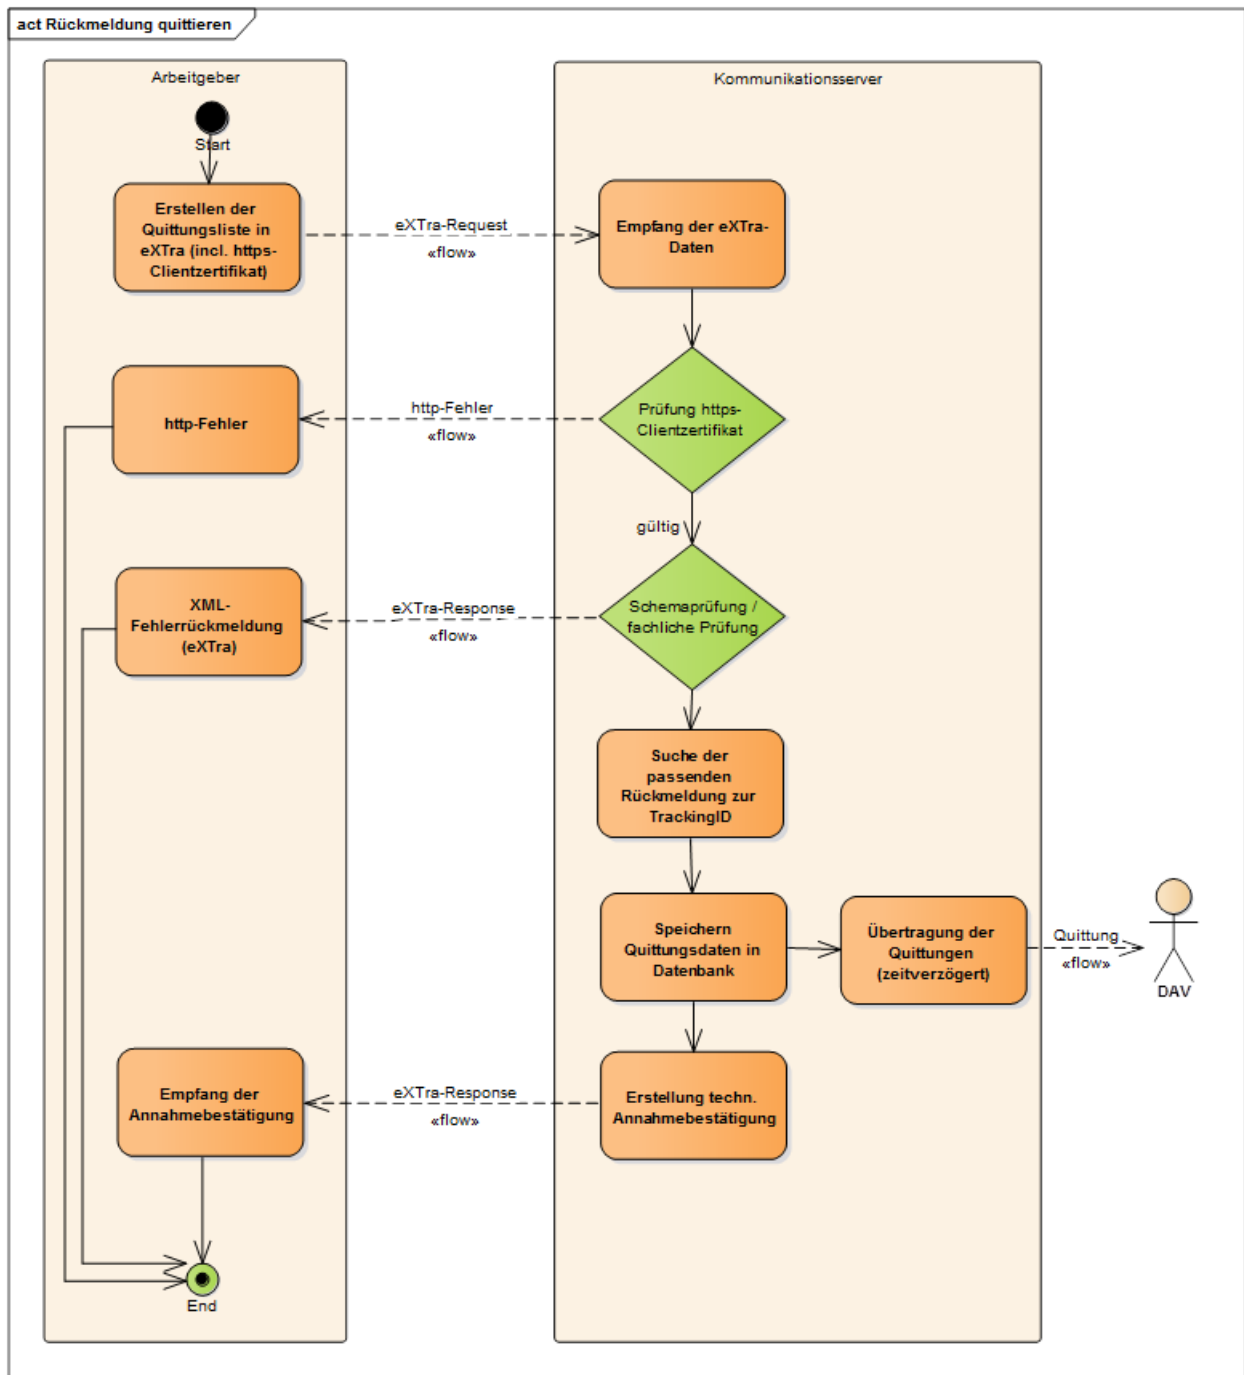 act Rückmeldung quittieren
Arbeitgeber
Kommunikationsserver
Start
Erstellen der
Quittungsliste in
eXTra (incl. https-
Clientzertifikat)
eXTra-Request
«flow»
Empfang der eXTra-
Daten
http-Fehler
http-Fehler
«flow»
Prüfung https-
Clientzertifikat
gültig
XML-
Fehlerrückmeldung
(eXTra)
eXTra-Response
«flow»
Schemaprüfung /
fachliche Prüfung
Suche der
passenden
Rückmeldung zur
TrackingID
Speichern
Quittungsdaten in
Datenbank
Übertragung der
Quittungen
(zeitverzögert)
Quittung
«flow»
DAV
Empfang der
Annahmebestätigung
eXTra-Response
«flow»
Erstellung techn.
Annahmebestätigung
End